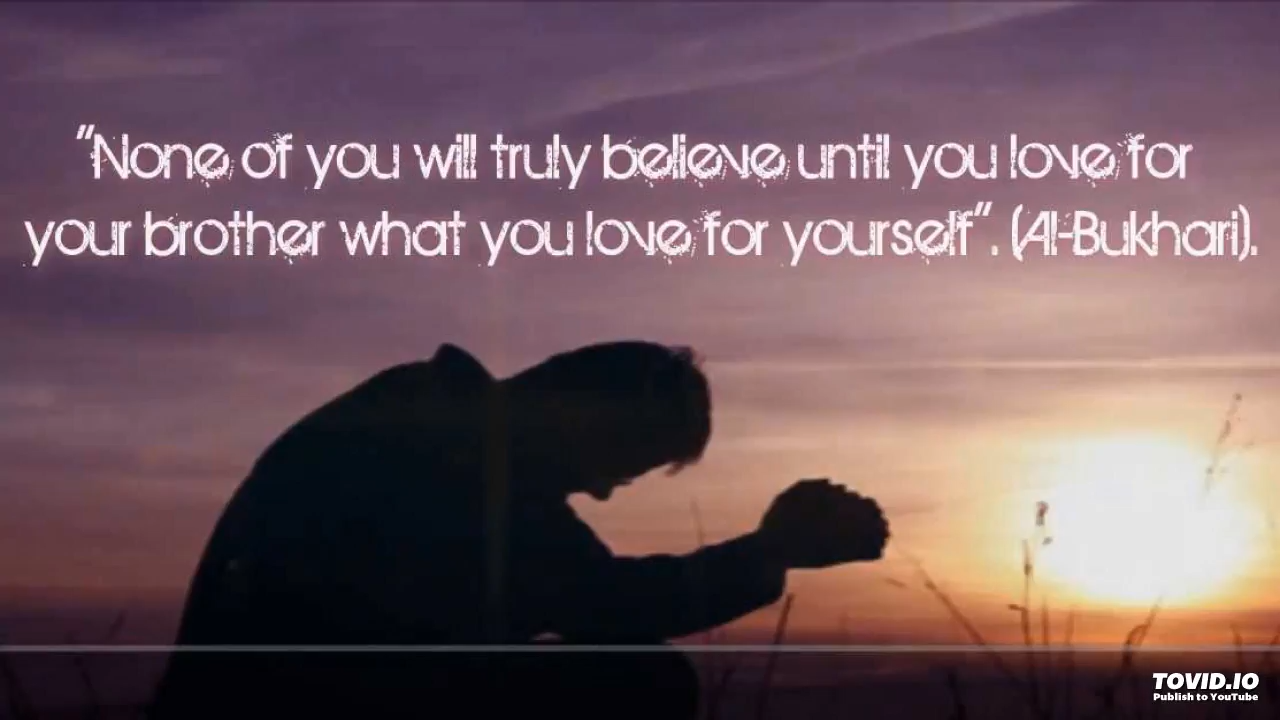 "None of you will truly believe until you love for
your brother what you love for yourself". (Al-Bukhari).
TOVID.IO
Publish to YouTube